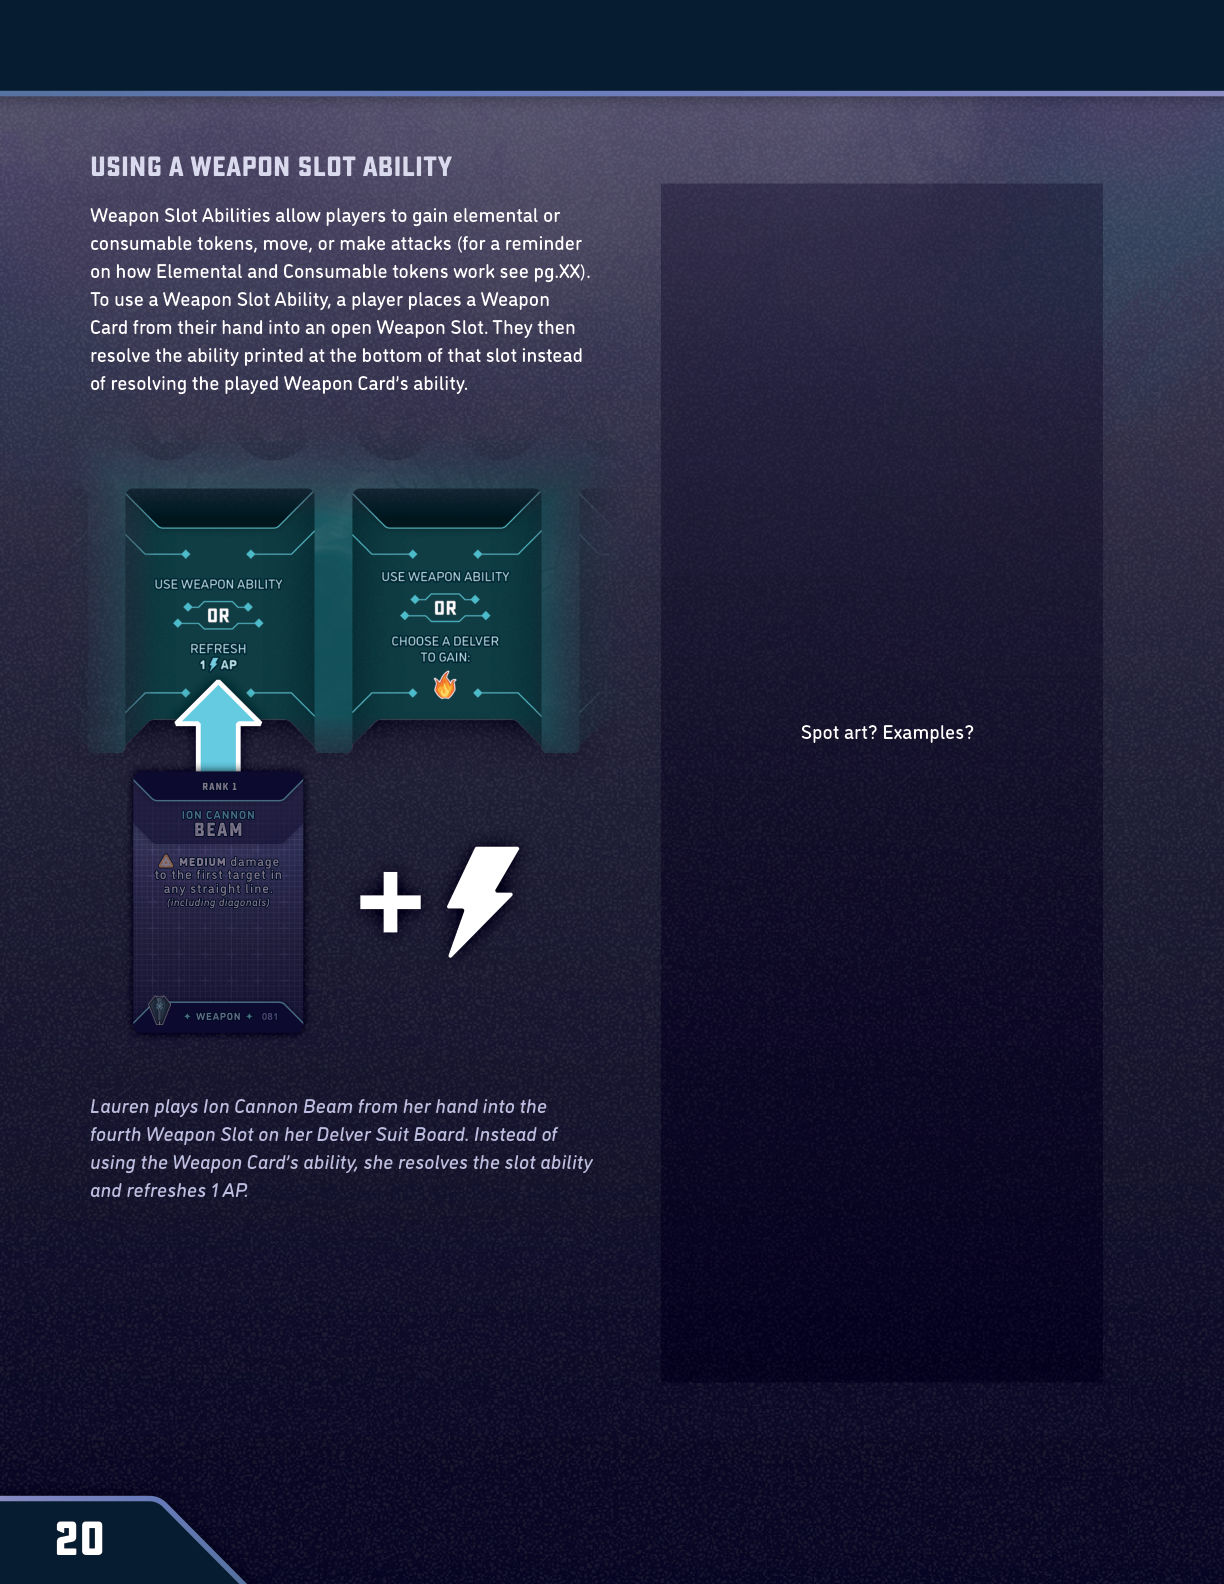 USING A WEAPON SLOT ABILITY
Weapon Slot Abilities allow players to gain elemental or
consumable tokens, move, or make attacks (for a reminder
on how Elemental and Consumable tokens work see pg.XX).
To use a Weapon Slot Ability, a player places a Weapon
Card from their hand into an open Weapon Slot. They then
resolve the ability printed at the bottom of that slot instead
of resolving the played Weapon Card's ability.
USE WEAPON ABILITY
OR
REFRESH
1 AP
USE WEAPON ABILITY
OR
CHOOSE A DELVER
TO GAIN:
RANK 1
ION CANNON
BEAM
MEDIUM damage
to the first target in
any straight line.
(including diagonals)
WEAPON
081
+
Lauren plays Ion Cannon Beam from her hand into the
fourth Weapon Slot on her Delver Suit Board. Instead of
using the Weapon Card's ability, she resolves the slot ability
and refreshes 1 AP.
Spot art? Examples?
20